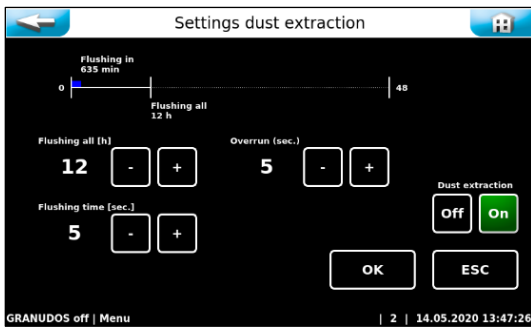 Settings dust extraction
Flushing in
635 min
0
48
Flushing all
12 h
Flushing all [h]
Overrun (sec.)
12
-
+
5
-
+
Flushing time [sec.]
5
-
+
Dust extraction
Off
On
OK
ESC
GRANUDOS off | Menu
| 2 | 14.05.2020 13:47:26